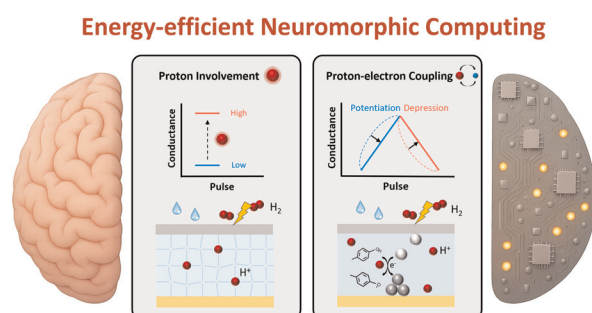 Energy-efficient Neuromorphic Computing
Proton Involvement
Conductance
High
Low
Pulse
H2
H+
Proton-electron Coupling
Conductance
Potentiation Depression
Pulse
H2
H+
e-